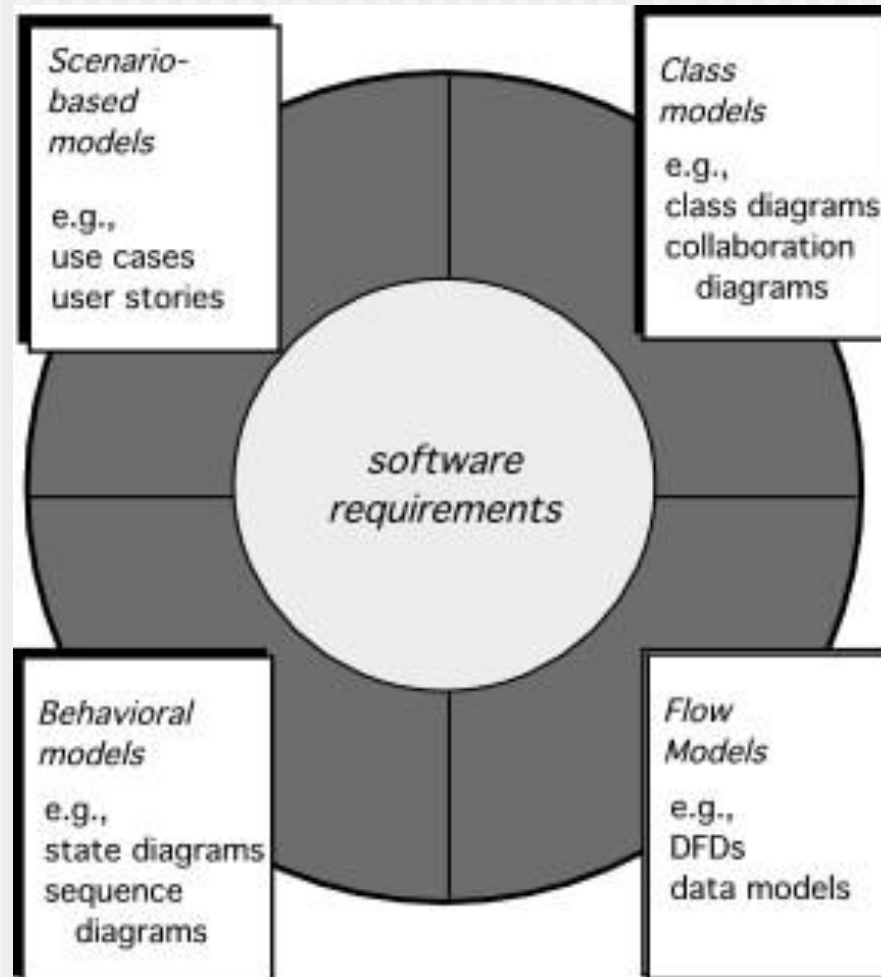 Scenario-
based
models
e.g.,
use cases
user stories
Class
models
e.g.,
class diagrams
collaboration
diagrams
software
requirements
Behavioral
models
e.g.,
state diagrams
sequence
diagrams
Flow
Models
e.g.,
DFDs
data models